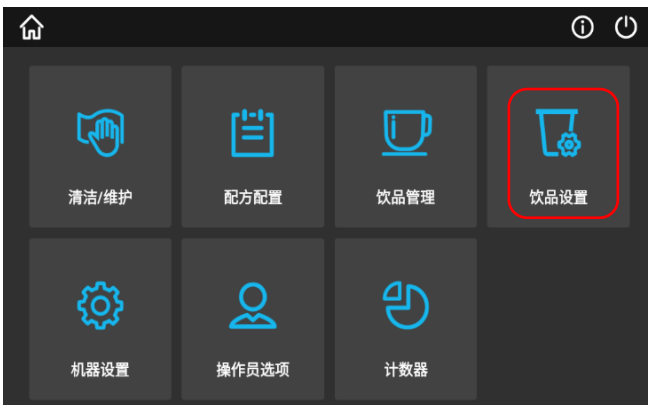 清洁/维护
配方配置
饮品管理
饮品设置
机器设置
操作员选项
计数器